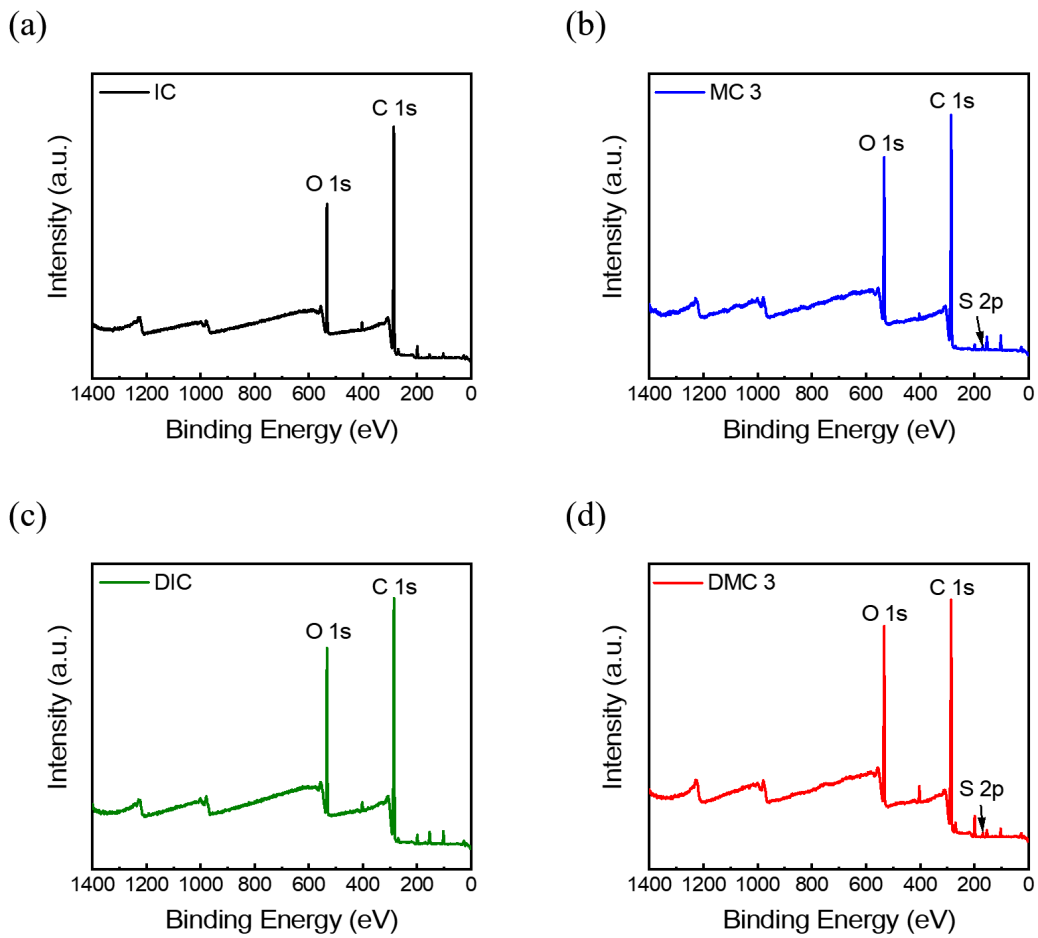 (a)
IC
C 1s
O 1s
Intensity (a.u.)
1400 1200 1000 800 600 400 200 0
Binding Energy (eV)
(b)
MC 3
C 1s
O 1s
S 2p
Intensity (a.u.)
1400 1200 1000 800 600 400 200 0
Binding Energy (eV)
(c)
DIC
C 1s
O 1s
Intensity (a.u.)
1400 1200 1000 800 600 400 200 0
Binding Energy (eV)
(d)
DMC 3
C 1s
O 1s
S 2p
Intensity (a.u.)
1400 1200 1000 800 600 400 200 0
Binding Energy (eV)